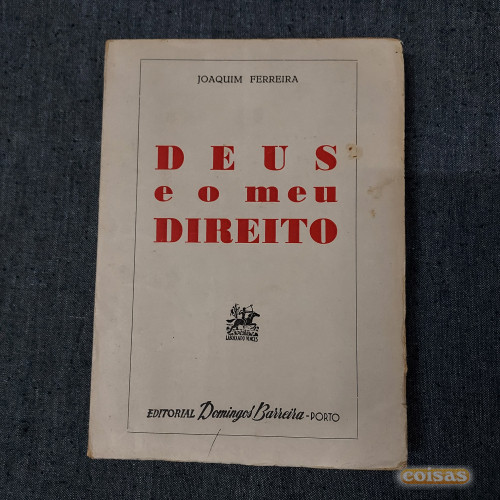 JOAQUIM FERREIRA
DEUS
e o meu
DIREITO
EDITORIAL Domingos Barreira - PORTO
coisas